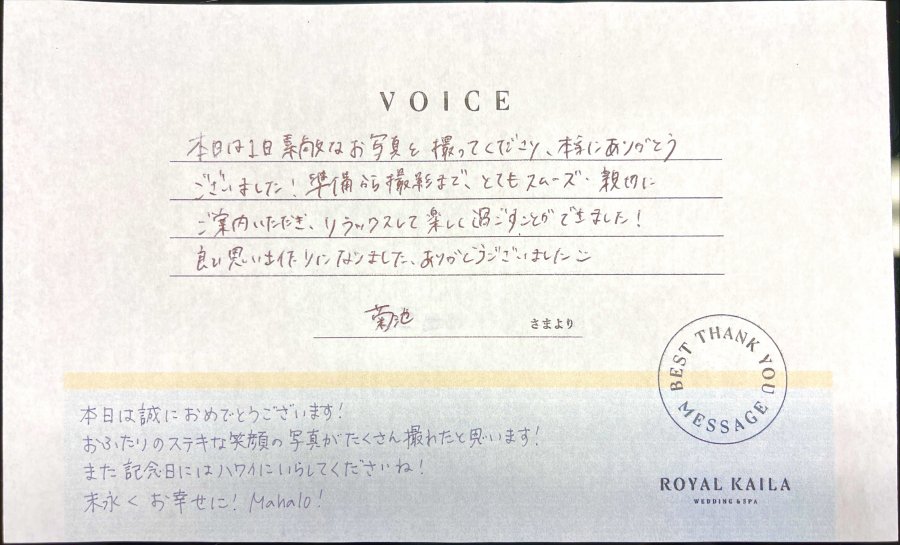 VOICE
本日は1日素敵なお写真を撮ってくださり、本当にありがとう
ございました！準備から撮影まで、とてもスムーズ・親切に
ご案内いただき、リラックスして楽しく過ごすことができました！
良い思い出作りになりました、ありがとうございました
菊池 さまより
BEST THANK YOU MESSAGE
本日は誠におめでとうございます！
おふたりのステキな笑顔の写真がたくさん撮れたと思います！
また記念日にはハワイにいらしてくださいね！
末永くお幸せに！Mahalo！
ROYAL KAILA
WEDDING & SPA